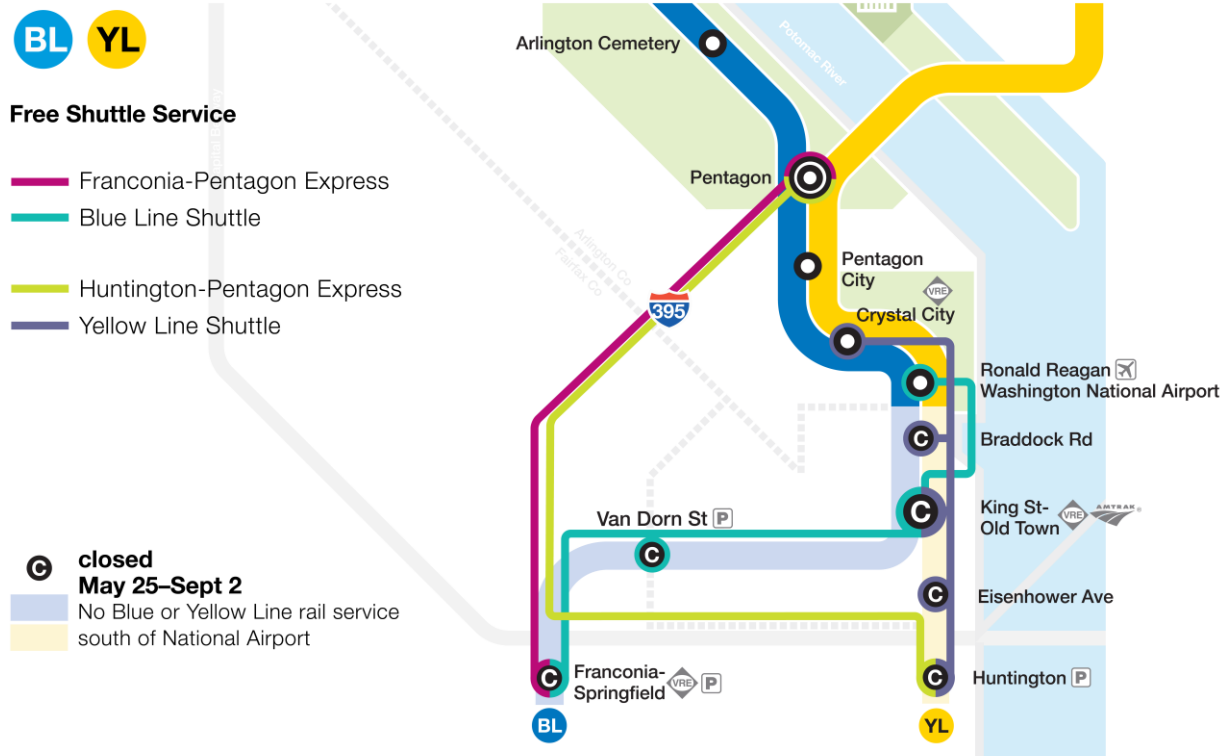 BL YL
Free Shuttle Service
Franconia-Pentagon Express
Blue Line Shuttle
Huntington-Pentagon Express
Yellow Line Shuttle
C closed
May 25–Sept 2
No Blue or Yellow Line rail service
south of National Airport
Arlington Cemetery
Potomac River
Pentagon
Arlington Co
Fairfax Co
395
Pentagon
City
VRE
Crystal City
Ronald Reagan
Washington National Airport
C
Braddock Rd
C
King St-
Old Town
VRE
AMTRAK
Van Dorn St P
C
C
Eisenhower Ave
C
Franconia-
Springfield
VRE
P
C
Huntington P
BL
YL